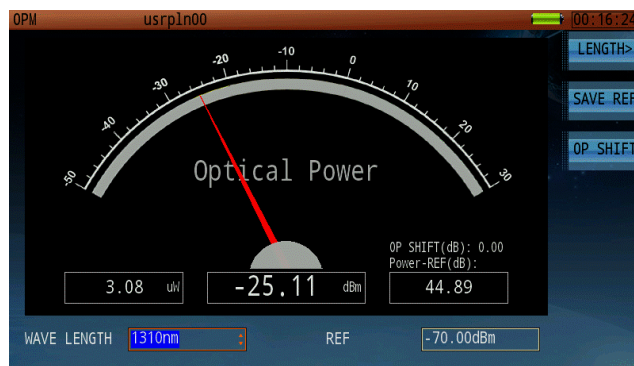 OPM usrpln00 00:16:24
LENGTH>
SAVE REF
OP SHIFT
-50 -40 -30 -20 -10 0 10 20 30
Optical Power
OP SHIFT(dB): 0.00
Power-REF(dB):
3.08 uW -25.11 dBm 44.89
WAVE LENGTH 1310nm REF -70.00dBm